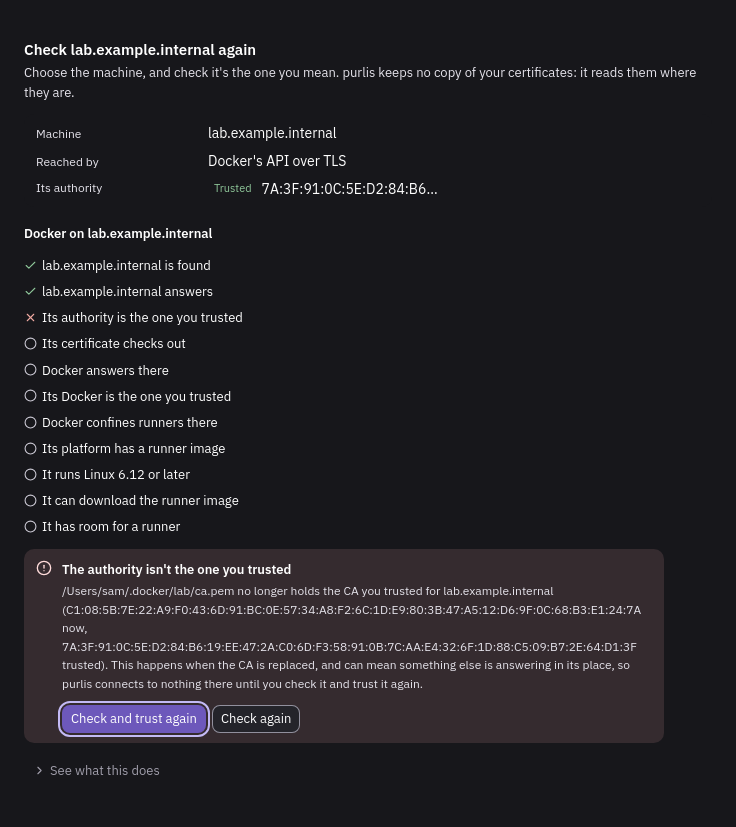 Check lab.example.internal again
Choose the machine, and check it's the one you mean. purlis keeps no copy of your certificates: it reads them where
they are.
Machine
lab.example.internal
Reached by
Docker's API over TLS
Its authority
Trusted 7A:3F:91:0C:5E:D2:84:B6...
Docker on lab.example.internal
lab.example.internal is found
lab.example.internal answers
Its authority is the one you trusted
Its certificate checks out
Docker answers there
Its Docker is the one you trusted
Docker confines runners there
Its platform has a runner image
It runs Linux 6.12 or later
It can download the runner image
It has room for a runner
The authority isn't the one you trusted
/Users/sam/.docker/lab/ca.pem no longer holds the CA you trusted for lab.example.internal
(C1:08:5B:7E:22:A9:F0:43:6D:91:BC:0E:57:34:A8:F2:6C:1D:E9:80:3B:47:A5:12:D6:9F:0C:68:B3:E1:24:7A
now,
7A:3F:91:0C:5E:D2:84:B6:19:EE:47:2A:C0:6D:F3:58:91:0B:7C:AA:E4:32:6F:1D:88:C5:09:B7:2E:64:D1:3F
trusted). This happens when the CA is replaced, and can mean something else is answering in its place, so
purlis connects to nothing there until you check it and trust it again.
Check and trust again
Check again
See what this does